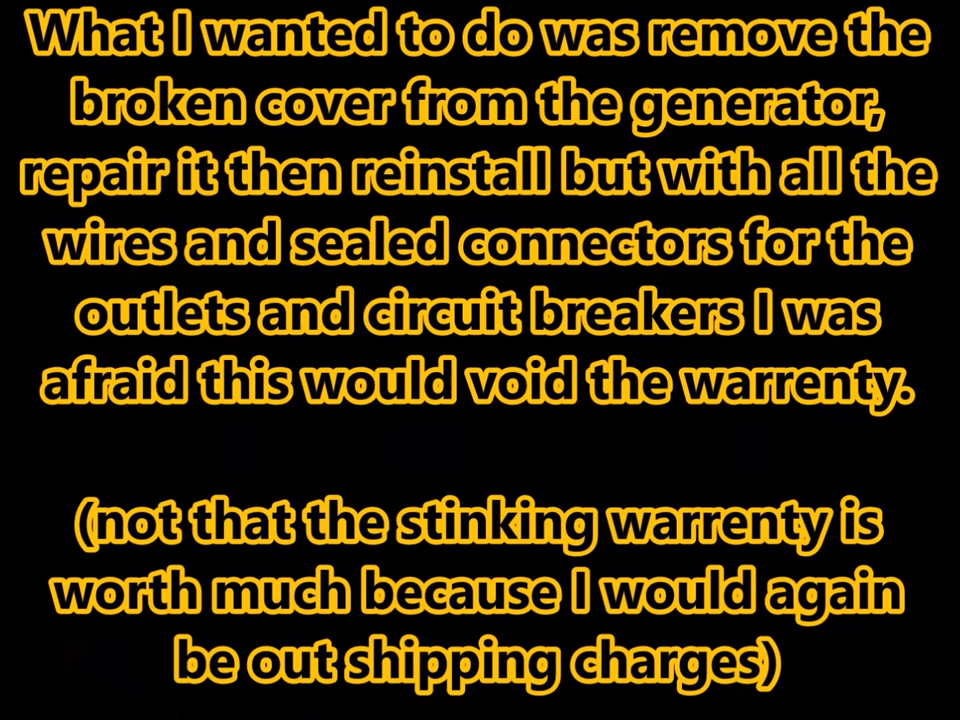 What I wanted to do was remove the
broken cover from the generator,
repair it then reinstall but with all the
wires and sealed connectors for the
outlets and circuit breakers I was
afraid this would void the warrenty.
(not that the stinking warrenty is
worth much because I would again
be out shipping charges)